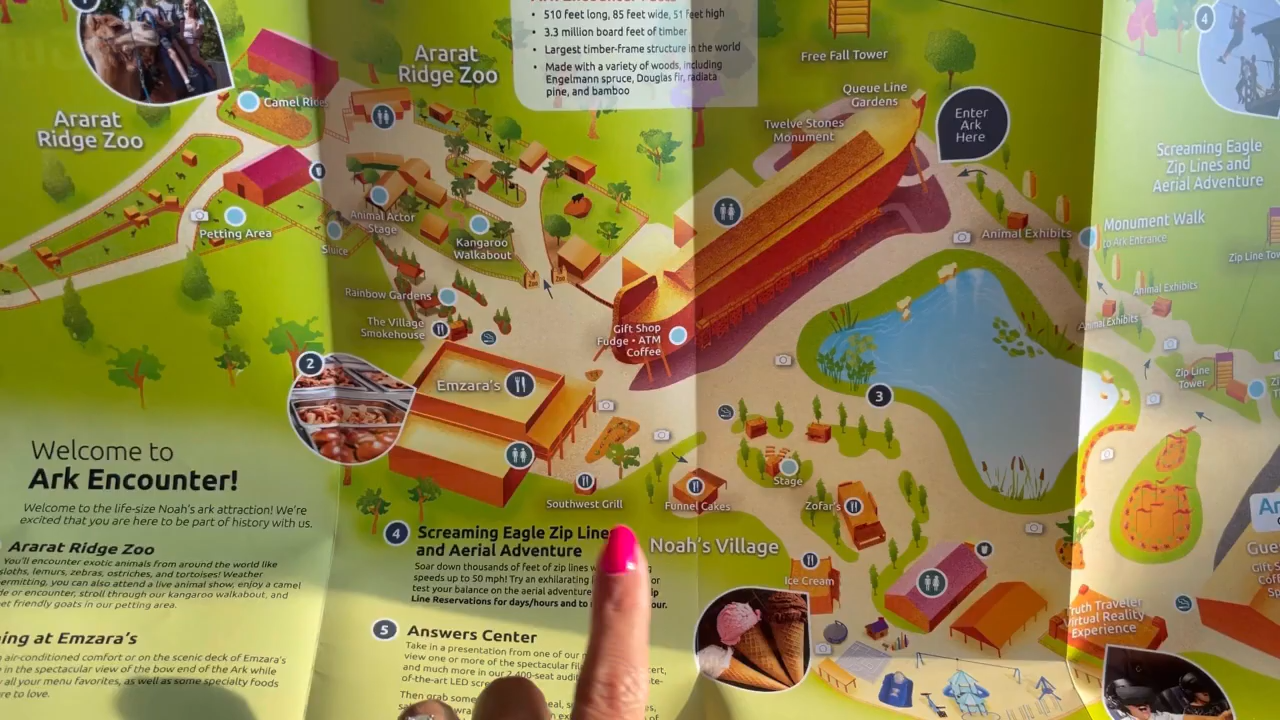 1
Ararat
Ridge Zoo
Camel Rides
Petting Area
Sluice
Ararat
Ridge Zoo
Animal Actor
Stage
Kangaroo
Walkabout
Rainbow Gardens
The Village
Smokehouse
Zoo
Zoo
510 feet long, 85 feet wide, 51 feet high
3.3 million board feet of timber
Largest timber-frame structure in the world
Made with a variety of woods, including
Engelmann spruce, Douglas fir, radiata
pine, and bamboo
Free Fall Tower
Queue Line
Gardens
Twelve Stones
Monument
Enter
Ark
Here
Animal Exhibits
4
Screaming Eagle
Zip Lines and
Aerial Adventure
Monument Walk
to Ark Entrance
Zip Line
Animal Exhibits
Animal Exhibits
Zip Line
Tower
Gift Shop
Fudge • ATM
Coffee
Emzara's
2
3
Stage
Southwest Grill
Funnel Cakes
Zofar's
Noah's Village
Ice Cream
Truth Traveler
Virtual Reality
Experience
Welcome to
Ark Encounter!
Welcome to the life-size Noah's ark attraction! We're
excited that you are here to be part of history with us.
Ararat Ridge Zoo
You'll encounter exotic animals from around the world like
sloths, lemurs, zebras, ostriches, and tortoises! Weather
permitting, you can also attend a live animal show, enjoy a camel
or encounter, stroll through our kangaroo walkabout, and
friendly goats in our petting area.
at Emzara's
air-conditioned comfort or on the scenic deck of Emzara's
in the spectacular view of the bow end of the Ark while
all your menu favorites, as well as some specialty foods
to love.
4
Screaming Eagle Zip Lines
and Aerial Adventure
Soar down thousands of feet of zip lines
speeds up to 50 mph! Try an exhilarating
test your balance on the aerial adventure
Line Reservations for days/hours and to
5
Answers Center
Take in a presentation from one of our
view one or more of the spectacular
and much more in our 2,400-seat
of-the-art LED
Then grab some